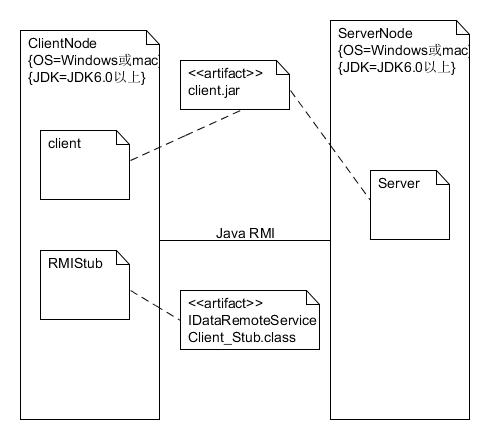 ClientNode
{OS=Windows或mac}
{JDK=JDK6.0以上}
<<artifact>>
client.jar
ServerNode
{OS=Windows或mac}
{JDK=JDK6.0以上}
client
Server
Java RMI
RMIStub
<<artifact>>
IDataRemoteService
Client_Stub.class